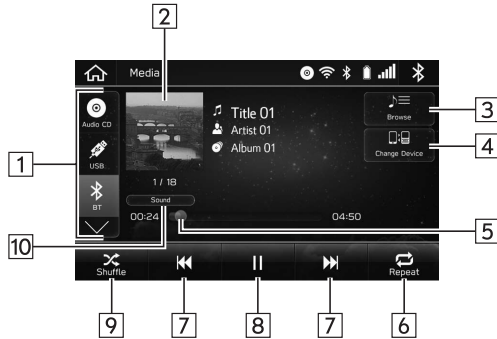 2
Media
Audio CD
USB
BT
Title 01
Artist 01
Album 01
Browse
Change Device
3
4
1
1 / 18
Sound
00:24
04:50
10
5
Shuffle
Repeat
9
7
8
7
6